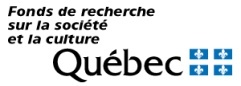 Fonds de recherche
sur la société
et la culture
Québec